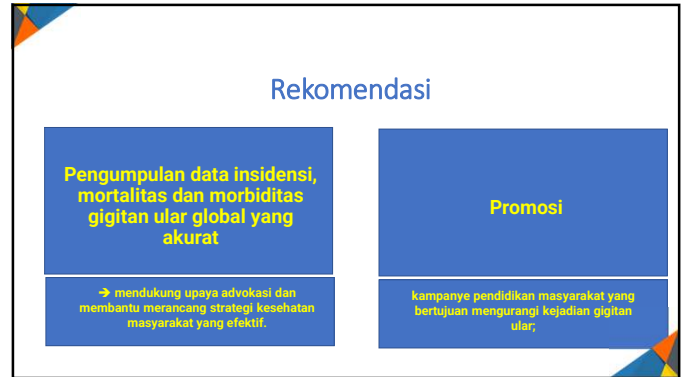 Rekomendasi
Pengumpulan data insidensi,
mortalitas dan morbiditas
gigitan ular global yang
akurat
➔ mendukung upaya advokasi dan
membantu merancang strategi kesehatan
masyarakat yang efektif.
Promosi
kampanye pendidikan masyarakat yang
bertujuan mengurangi kejadian gigitan
ular;